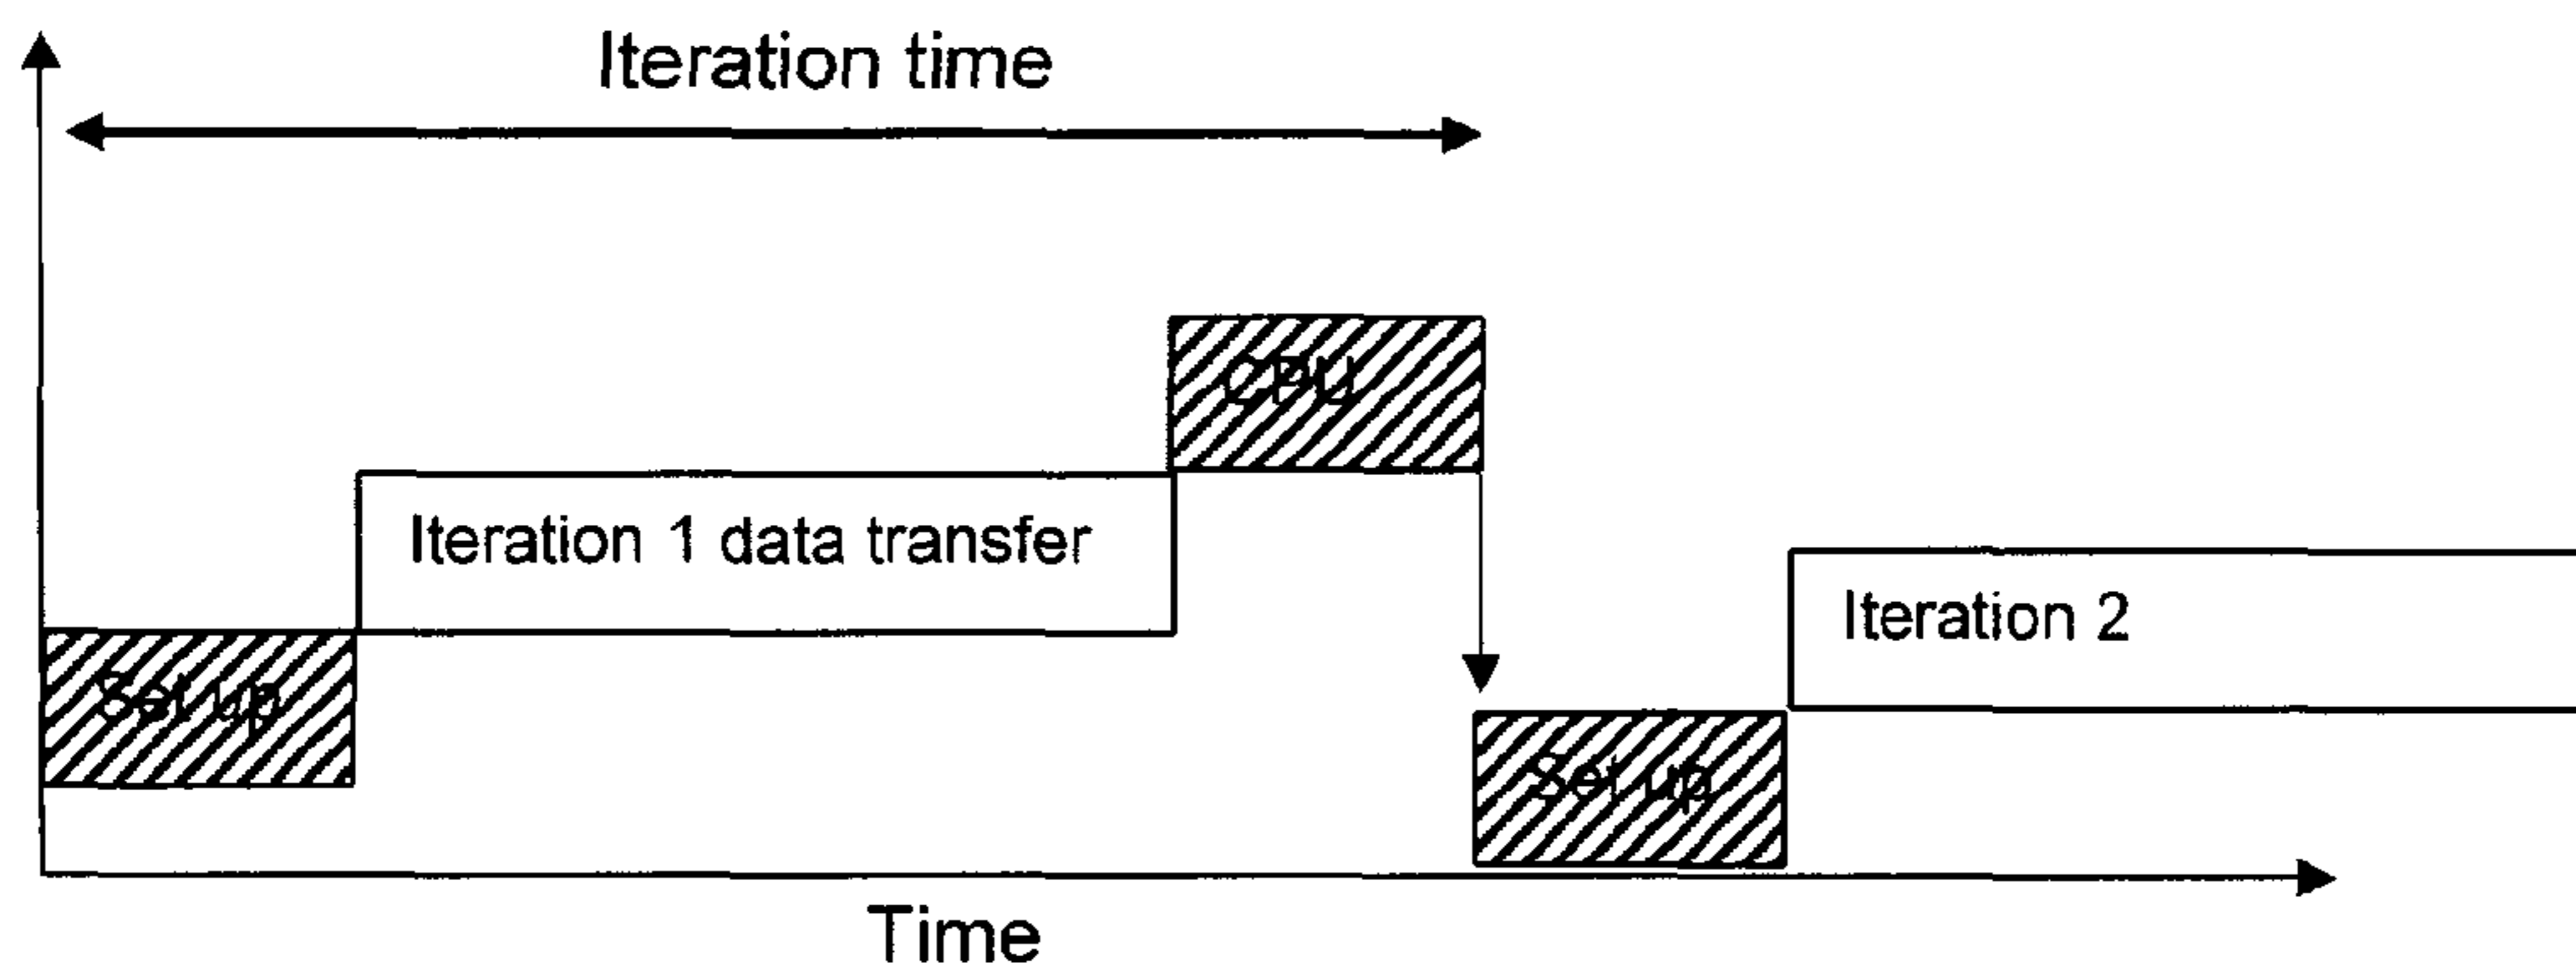 Iteration time
CPU
Iteration 1 data transfer
Iteration 2
Set up
Set up
Time